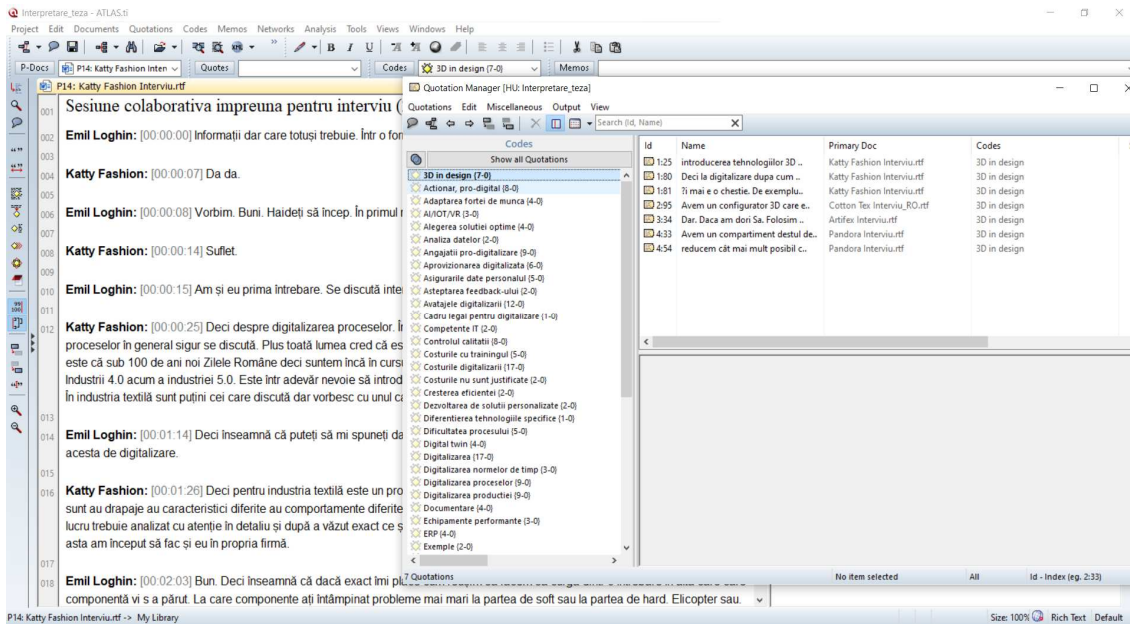 Interpretare_teza - ATLAS.ti
Project Edit Documents Quotations Codes Memos Networks Analysis Tools Views Windows Help
P-Docs P14: Katty Fashion Inten Quotes Codes 3D in design (7-0) Memos
P14: Katty Fashion Interviu.rtf
001 Sesiune colaborativa impreuna pentru interviu (
002 Emil Loghin: [00:00:00] Informații dar care totuși trebuie. Într o for
003
004 Katty Fashion: [00:00:07] Da da.
005
006 Emil Loghin: [00:00:08] Vorbim. Buni. Haideți să încep. În primul r
007
008 Katty Fashion: [00:00:14] Suflet.
009
010 Emil Loghin: [00:00:15] Am și eu prima întrebare. Se discută inte
011
012 Katty Fashion: [00:00:25] Deci despre digitalizarea proceselor. Î
proceselor în general sigur se discută. Plus toată lumea cred că es
este că sub 100 de ani noi Zilele Române deci suntem încă în cursu
Industrii 4.0 acum a industriei 5.0. Este într adevăr nevoie să introd
În industria textilă sunt puțini cei care discută dar vorbesc cu unul ca
013
014 Emil Loghin: [00:01:14] Deci înseamnă că puteți să mi spuneți da
acesta de digitalizare.
015
016 Katty Fashion: [00:01:26] Deci pentru industria textilă este un pro
sunt au drapaje au caracteristici diferite au comportamente diferite
lucru trebuie analizat cu atenție în detaliu și după a văzut exact ce ș
asta am început să fac și eu în propria firmă.
017
018 Emil Loghin: [00:02:03] Bun. Deci înseamnă că dacă exact îmi pl
componentă vi s a părut. La care componente ați întâmpinat probleme mai mari la partea de soft sau la partea de hard. Elicopter sau.
Quotation Manager [HU: Interpretare_teza]
Quotations Edit Miscellaneous Output View
Search (Id, Name)
Codes
Show all Quotations
3D in design (7-0)
Actionar, pro-digital (8-0)
Adaptarea fortei de munca (4-0)
AI/IOT/VR (3-0)
Alegerea solutiei optime (4-0)
Analiza datelor (2-0)
Angajatii pro-digitalizare (9-0)
Aprovizionarea digitalizata (6-0)
Asigurarile date personalul (5-0)
Asteptarea feedback-ului (2-0)
Avatajele digitalizarii (12-0)
Cadru legal pentru digitalizare (1-0)
Competente IT (2-0)
Controlul calitatii (8-0)
Costurile cu trainingul (5-0)
Costurile digitalizarii (17-0)
Costurile nu sunt justificate (2-0)
Cresterea eficientei (2-0)
Dezvoltarea de solutii personalizate (2-0)
Diferentierea tehnologiile specifice (1-0)
Dificultatea procesului (5-0)
Digital twin (4-0)
Digitalizarea (17-0)
Digitalizarea normelor de timp (3-0)
Digitalizarea proceselor (9-0)
Digitalizarea productiei (9-0)
Documentare (4-0)
Echipamente performante (3-0)
ERP (4-0)
Exemple (2-0)
Id Name Primary Doc Codes
1:25 introducerea tehnologiilor 3D .. Katty Fashion Interviu.rtf 3D in design
1:80 Deci la digitalizare dupa cum .. Katty Fashion Interviu.rtf 3D in design
1:81 ?i mai e o chestie. De exemplu.. Katty Fashion Interviu.rtf 3D in design
2:95 Avem un configurator 3D care e.. Cotton Tex Interviu_RO.rtf 3D in design
3:34 Dar. Daca am dori Sa. Folosim .. Artifex Interviu.rtf 3D in design
4:33 Avem un compartiment destul de.. Pandora Interviu.rtf 3D in design
4:54 reducem cât mai mult posibil c.. Pandora Interviu.rtf 3D in design
7 Quotations No item selected All Id - Index (eg. 2:33)
P14: Katty Fashion Interviu.rtf -> My Library Size: 100% Rich Text Default